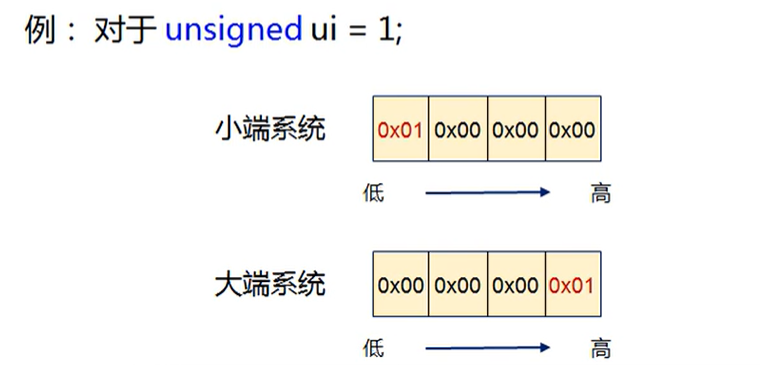 例： 对于 unsigned ui = 1;
小端系统 0x01 0x00 0x00 0x00
低 高
大端系统 0x00 0x00 0x00 0x01
低 高